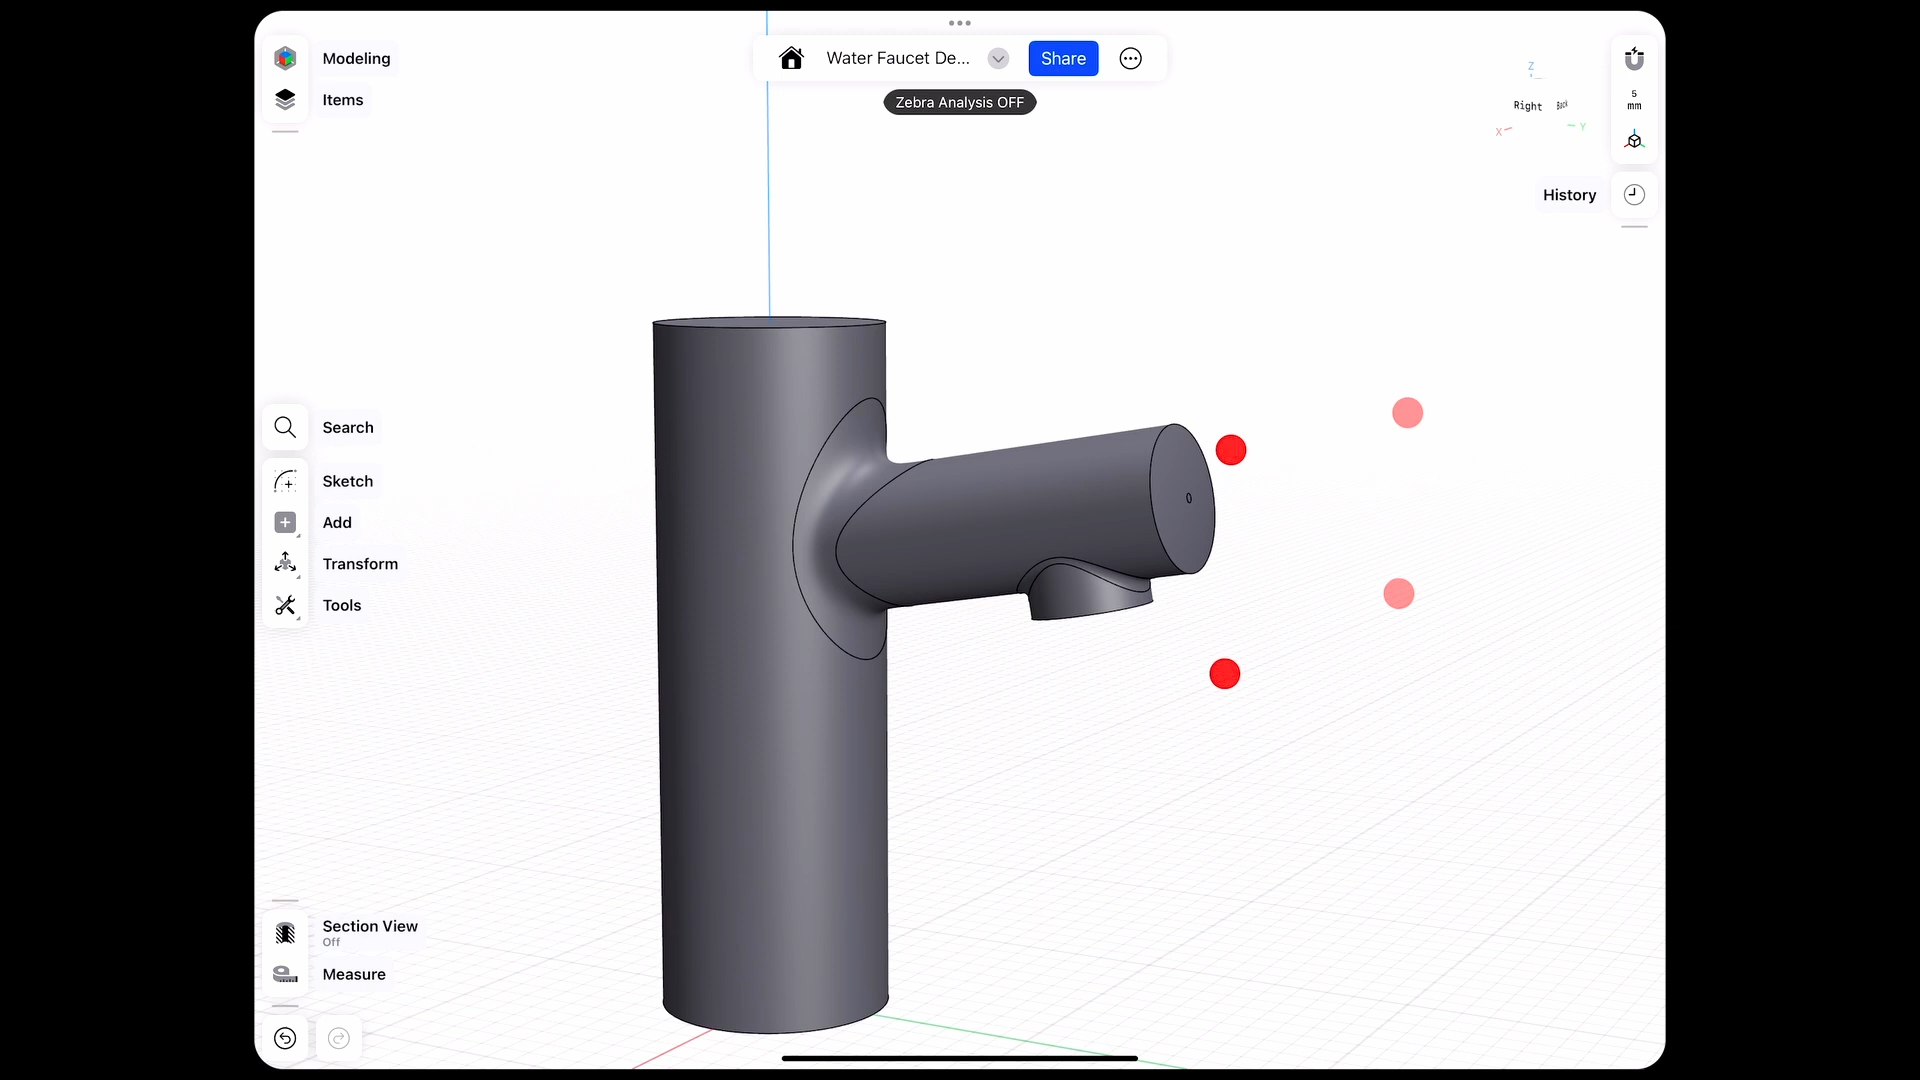 Modeling
Items
Water Faucet De...
Share
Zebra Analysis OFF
Z
Right
Back
X
Y
5
mm
History
Search
Sketch
Add
Transform
Tools
Section View
Off
Measure